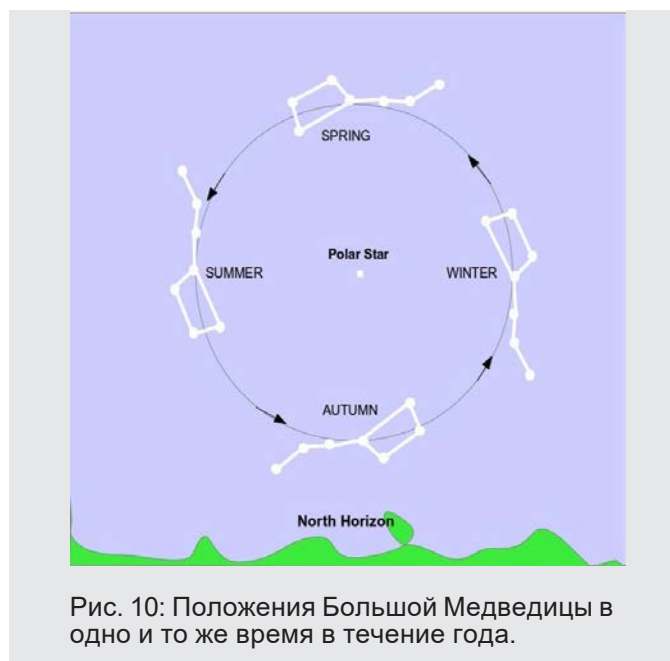 SPRING
Polar Star
SUMMER
WINTER
AUTUMN
North Horizon
Рис. 10: Положения Большой Медведицы в
одно и то же время в течение года.